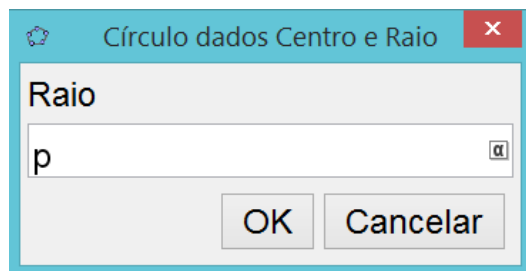 Círculo dados Centro e Raio
Raio
p
α
OK Cancelar